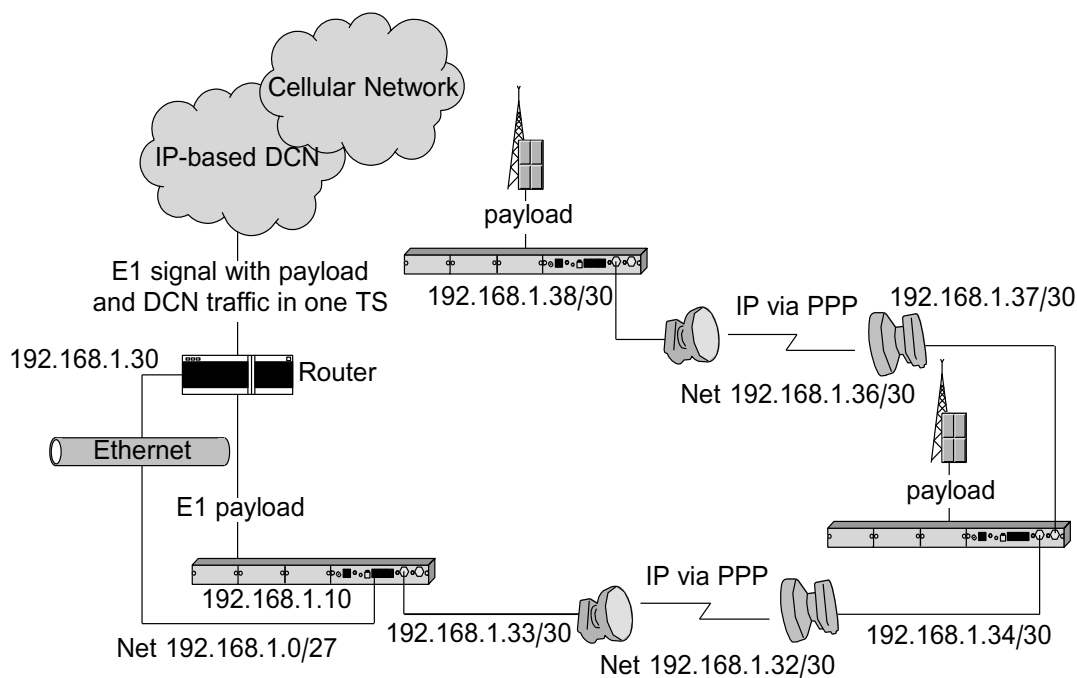 Cellular Network
IP-based DCN
payload
E1 signal with payload
and DCN traffic in one TS
192.168.1.38/30
IP via PPP
192.168.1.37/30
192.168.1.30
Router
Net 192.168.1.36/30
Ethernet
payload
E1 payload
192.168.1.10
IP via PPP
192.168.1.33/30
192.168.1.34/30
Net 192.168.1.0/27
Net 192.168.1.32/30